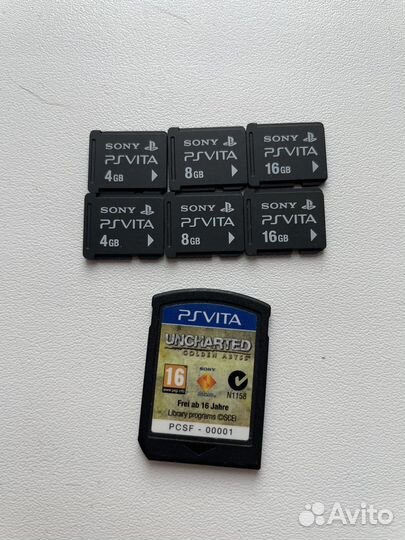 SONY
PSVITA
4GB
SONY
PSVITA
8GB
SONY
PSVITA
16GB
SONY
PSVITA
4GB
SONY
PSVITA
8GB
SONY
PSVITA
16GB
PSVITA
UNCHARTED
GOLDEN ABYSS
16
SONY
N1158
Frei ab 16 Jahre
Library programs ©SCEI
PCSF - 00001
Avito